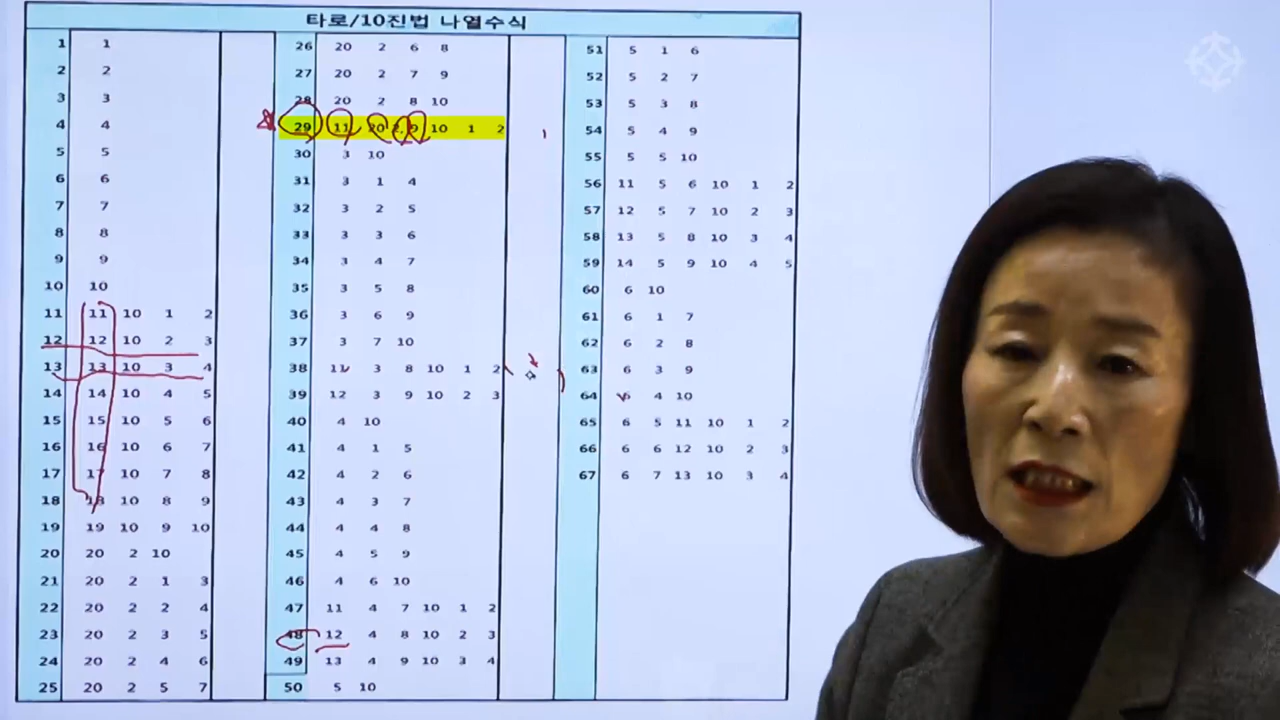 타로/10진법 나열수식
1 1
2 2
3 3
4 4
5 5
6 6
7 7
8 8
9 9
10 10
11 11 10 1 2
12 12 10 2 3
13 13 10 3 4
14 14 10 4 5
15 15 10 5 6
16 16 10 6 7
17 17 10 7 8
18 18 10 8 9
19 19 10 9 10
20 20 2 10
21 20 2 1 3
22 20 2 2 4
23 20 2 3 5
24 20 2 4 6
25 20 2 5 7
26 20 2 6 8
27 20 2 7 9
28 20 2 8 10
29 11 20 2 9 10 1 2
30 3 10
31 3 1 4
32 3 2 5
33 3 3 6
34 3 4 7
35 3 5 8
36 3 6 9
37 3 7 10
38 11 3 8 10 1 2
39 12 3 9 10 2 3
40 4 10
41 4 1 5
42 4 2 6
43 4 3 7
44 4 4 8
45 4 5 9
46 4 6 10
47 11 4 7 10 1 2
48 12 4 8 10 2 3
49 13 4 9 10 3 4
50 5 10
51 5 1 6
52 5 2 7
53 5 3 8
54 5 4 9
55 5 5 10
56 11 5 6 10 1 2
57 12 5 7 10 2 3
58 13 5 8 10 3 4
59 14 5 9 10 4 5
60 6 10
61 6 1 7
62 6 2 8
63 6 3 9
64 6 4 10
65 6 5 11 10 1 2
66 6 6 12 10 2 3
67 6 7 13 10 3 4